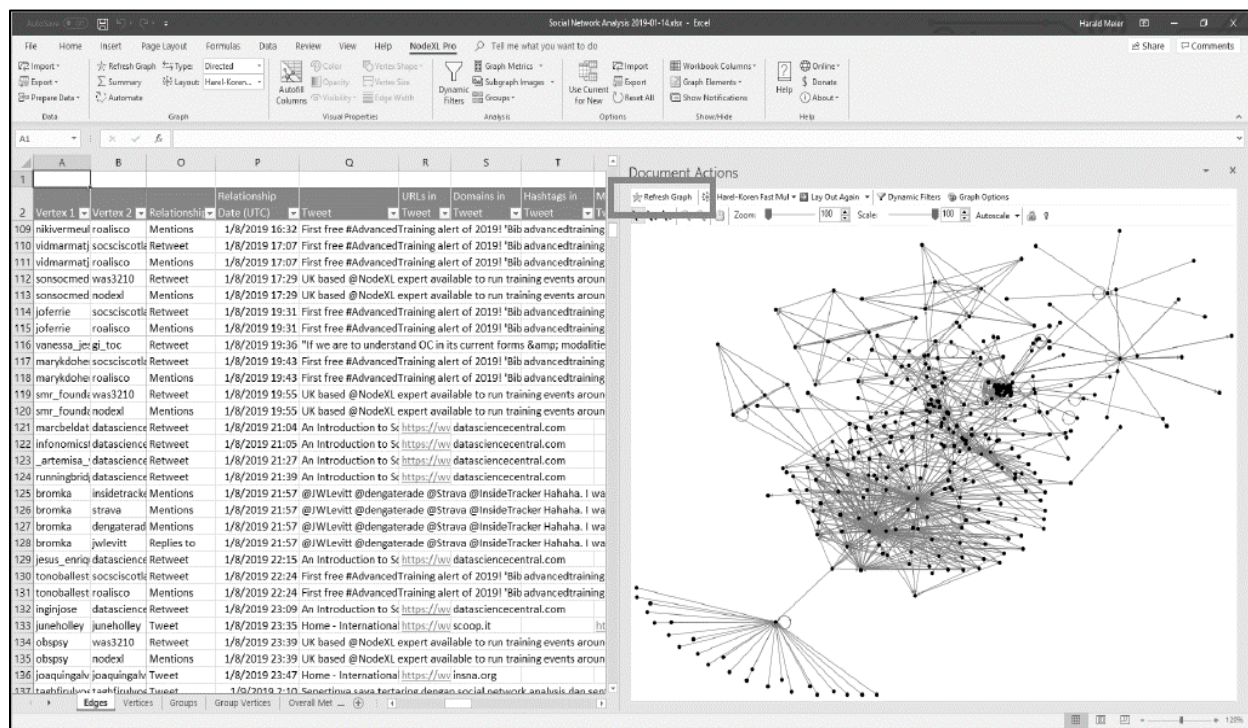 AutoSave Social Network Analysis 2019-01-14.xlsx - Excel Harald Meier
File Home Insert Page Layout Formulas Data Review View Help NodeXL Pro Tell me what you want to do Share Comments
Import Refresh Graph Type: Directed Color Vertex Shape Graph Metrics Import Workbook Columns Online
Export Summary Layout: Harel-Koren... Opacity Vertex Size Subgraph Images Export Graph Elements $ Donate
Prepare Data Automate Autofill Columns Visibility Edge Width Dynamic Filters Groups Use Current for New Reset All Show Notifications Help About
Data Graph Visual Properties Analysis Options Show/Hide Help
A1 fx
A B O P Q R S T
1
Document Actions
Refresh Graph Harel-Koren Fast Mul Lay Out Again Dynamic Filters Graph Options
Zoom: 100 Scale: 100 Autoscale
Relationship URLs in Domains in Hashtags in
2 Vertex 1 Vertex 2 Relationship Date (UTC) Tweet Tweet Tweet Tweet
109 nikivermeul roalisco Mentions 1/8/2019 16:32 First free #AdvancedTraining alert of 2019! "Bib advancedtraining
110 vidmarmatj socsciscotla Retweet 1/8/2019 17:07 First free #AdvancedTraining alert of 2019! "Bib advancedtraining
111 vidmarmatj roalisco Mentions 1/8/2019 17:07 First free #AdvancedTraining alert of 2019! "Bib advancedtraining
112 sonsocmed was3210 Retweet 1/8/2019 17:29 UK based @NodeXL expert available to run training events aroun
113 sonsocmed nodexl Mentions 1/8/2019 17:29 UK based @NodeXL expert available to run training events aroun
114 joferrie socsciscotla Retweet 1/8/2019 19:31 First free #AdvancedTraining alert of 2019! "Bib advancedtraining
115 joferrie roalisco Mentions 1/8/2019 19:31 First free #AdvancedTraining alert of 2019! "Bib advancedtraining
116 vanessa_jes gi_toc Retweet 1/8/2019 19:36 "If we are to understand OC in its current forms &amp; modalitie
117 marykdohe socsciscotla Retweet 1/8/2019 19:43 First free #AdvancedTraining alert of 2019! "Bib advancedtraining
118 marykdohe roalisco Mentions 1/8/2019 19:43 First free #AdvancedTraining alert of 2019! "Bib advancedtraining
119 smr_founda was3210 Retweet 1/8/2019 19:55 UK based @NodeXL expert available to run training events aroun
120 smr_founda nodexl Mentions 1/8/2019 19:55 UK based @NodeXL expert available to run training events aroun
121 marcbeldat datascience Retweet 1/8/2019 21:04 An Introduction to Sc https://wv datasciencecentral.com
122 infonomicst datascience Retweet 1/8/2019 21:05 An Introduction to Sc https://wv datasciencecentral.com
123 _artemisa_ datascience Retweet 1/8/2019 21:27 An Introduction to Sc https://wv datasciencecentral.com
124 runningbridg datascience Retweet 1/8/2019 21:39 An Introduction to Sc https://wv datasciencecentral.com
125 bromka insidetracke Mentions 1/8/2019 21:57 @JWLevitt @dengaterade @Strava @InsideTracker Hahaha. I wa
126 bromka strava Mentions 1/8/2019 21:57 @JWLevitt @dengaterade @Strava @InsideTracker Hahaha. I wa
127 bromka dengaterad Mentions 1/8/2019 21:57 @JWLevitt @dengaterade @Strava @InsideTracker Hahaha. I wa
128 bromka jwlevitt Replies to 1/8/2019 21:57 @JWLevitt @dengaterade @Strava @InsideTracker Hahaha. I wa
129 jesus_enriq datascience Retweet 1/8/2019 22:15 An Introduction to Sc https://wv datasciencecentral.com
130 tonoballest socsciscotla Retweet 1/8/2019 22:24 First free #AdvancedTraining alert of 2019! "Bib advancedtraining
131 tonoballest roalisco Mentions 1/8/2019 22:24 First free #AdvancedTraining alert of 2019! "Bib advancedtraining
132 inginjose datascience Retweet 1/8/2019 23:09 An Introduction to Sc https://wv datasciencecentral.com
133 juneholley juneholley Tweet 1/8/2019 23:35 Home - International https://wv scoop.it ht
134 obspsy was3210 Retweet 1/8/2019 23:39 UK based @NodeXL expert available to run training events aroun
135 obspsy nodexl Mentions 1/8/2019 23:39 UK based @NodeXL expert available to run training events aroun
136 joaquingalv joaquingalv Tweet 1/8/2019 23:47 Home - International https://wv insna.org
137 Tweet 1/9/2019 2:10 Sepertinya saya tertaring dengan social network analysis dan
Edges Vertices Groups Group Vertices Overall Met ...
120%